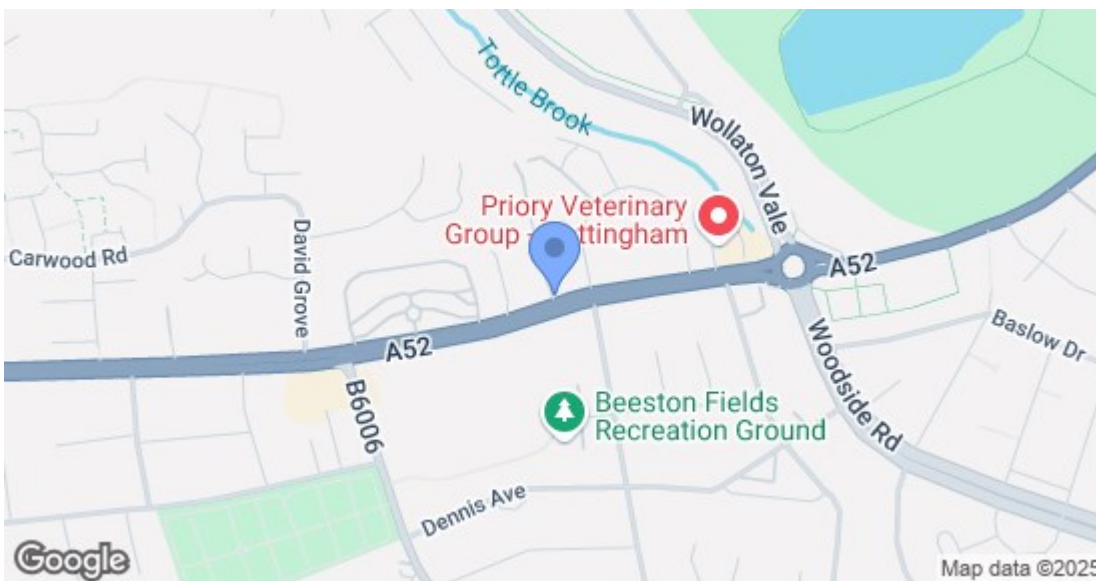 Tottle Brook
Wollaton Vale
Priory Veterinary
Group - ttingham
Carwood Rd
David Grove
A52
A52
Baslow Dr
Woodside Rd
B6006
Beeston Fields
Recreation Ground
Dennis Ave
Google
Map data ©2025